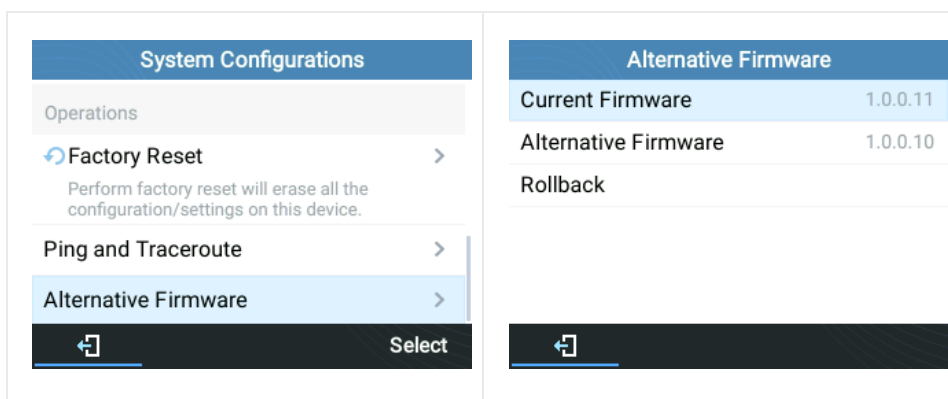 System Configurations
Operations
Factory Reset
Perform factory reset will erase all the
configuration/settings on this device.
Ping and Traceroute
Alternative Firmware
Select
Alternative Firmware
Current Firmware 1.0.0.11
Alternative Firmware 1.0.0.10
Rollback